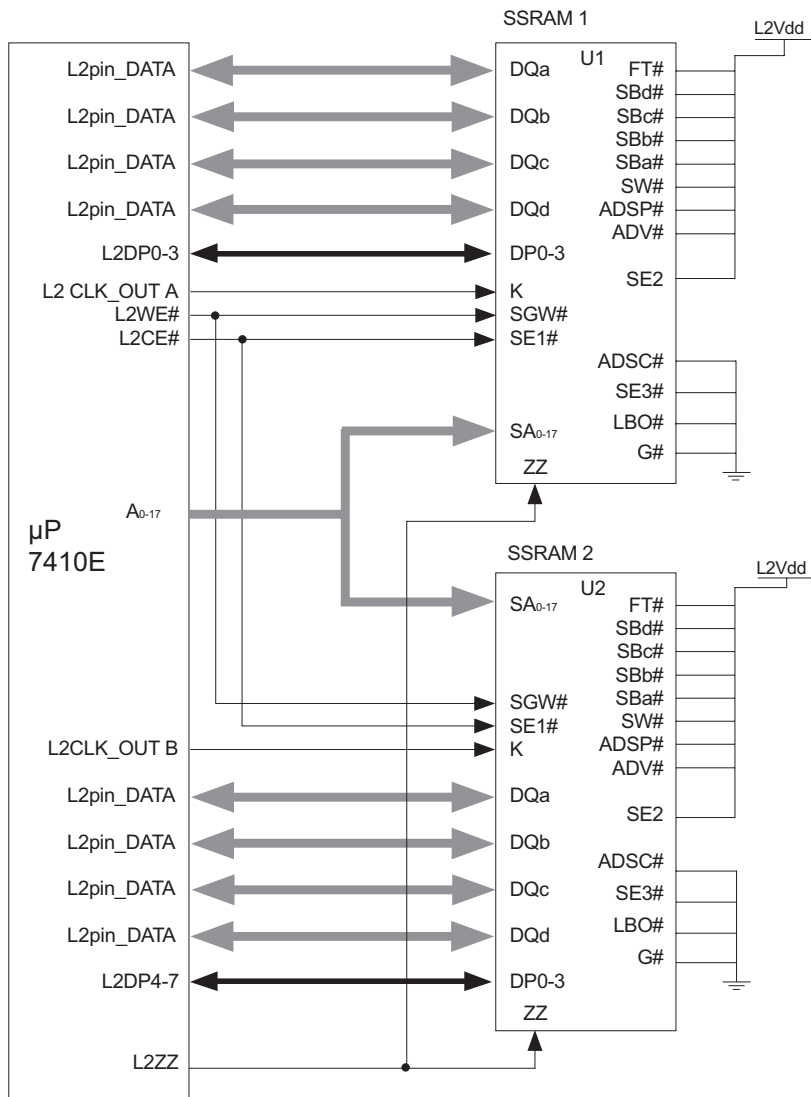 SSRAM 1
L2Vdd
L2pin_DATA DQa U1 FT#
SBd#
L2pin_DATA DQb SBc#
SBb#
L2pin_DATA DQc SBa#
SW#
L2pin_DATA DQd ADSP#
ADV#
L2DP0-3 DP0-3
SE2
L2 CLK_OUT A K
L2WE# SGW#
L2CE# SE1#
ADSC#
SE3#
LBO#
SA0-17
G#
ZZ
A0-17
µP
7410E
SSRAM 2
L2Vdd
U2
SA0-17 FT#
SBd#
SBc#
SBb#
SGW# SBa#
SE1# SW#
L2CLK_OUT B K ADSP#
ADV#
L2pin_DATA DQa
SE2
L2pin_DATA DQb
ADSC#
L2pin_DATA DQc SE3#
LBO#
L2pin_DATA DQd
G#
L2DP4-7 DP0-3
ZZ
L2ZZ